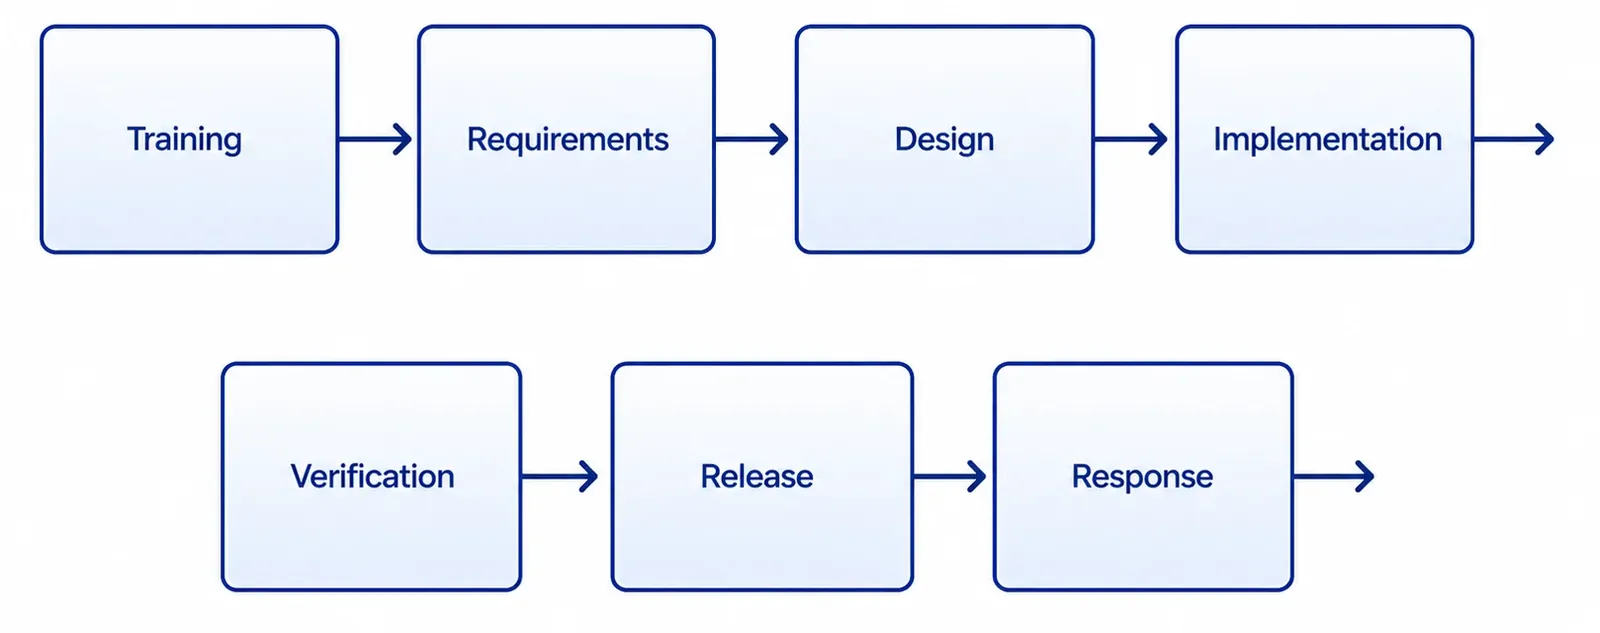 Training
Requirements
Design
Implementation
Verification
Release
Response